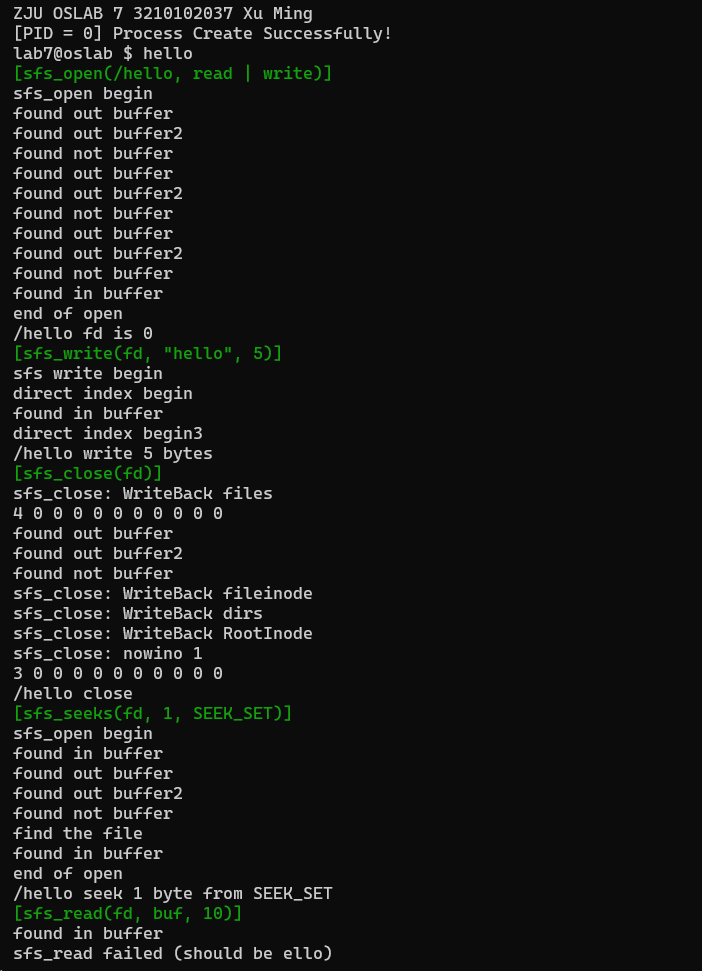 ZJU OSLAB 7 3210102037 Xu Ming
[PID = 0] Process Create Successfully!
lab7@oslab $ hello
[sfs_open(/hello, read | write)]
sfs_open begin
found out buffer
found out buffer2
found not buffer
found out buffer
found out buffer2
found not buffer
found out buffer
found out buffer2
found not buffer
found in buffer
end of open
/hello fd is 0
[sfs_write(fd, "hello", 5)]
sfs write begin
direct index begin
found in buffer
direct index begin3
/hello write 5 bytes
[sfs_close(fd)]
sfs_close: WriteBack files
4 0 0 0 0 0 0 0 0 0 0
found out buffer
found out buffer2
found not buffer
sfs_close: WriteBack fileinode
sfs_close: WriteBack dirs
sfs_close: WriteBack RootInode
sfs_close: nowino 1
3 0 0 0 0 0 0 0 0 0 0
/hello close
[sfs_seeks(fd, 1, SEEK_SET)]
sfs_open begin
found in buffer
found out buffer
found out buffer2
found not buffer
find the file
found in buffer
end of open
/hello seek 1 byte from SEEK_SET
[sfs_read(fd, buf, 10)]
found in buffer
sfs_read failed (should be ello)